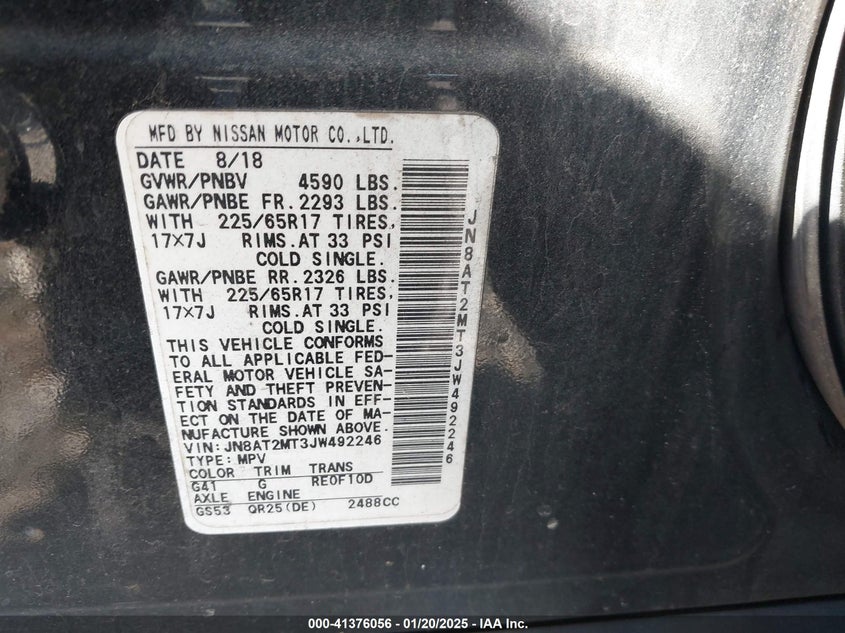 MFD BY NISSAN MOTOR CO.,LTD.
DATE 8/18
GVWR/PNBV 4590 LBS.
GAWR/PNBE FR. 2293 LBS.
WITH 225/65R17 TIRES,
17×7J RIMS. AT 33 PSI
COLD SINGLE.
GAWR/PNBE RR. 2326 LBS.
WITH 225/65R17 TIRES,
17×7J RIMS. AT 33 PSI
COLD SINGLE.
THIS VEHICLE CONFORMS
TO ALL APPLICABLE FED-
ERAL MOTOR VEHICLE SA-
FETY AND THEFT PREVEN-
TION STANDARDS IN EFF-
ECT ON THE DATE OF MA-
NUFACTURE SHOWN ABOVE.
VIN: JN8AT2MT3JW492246
TYPE: MPV
COLOR TRIM TRANS
G41 G RE0F10D
AXLE ENGINE
GS53 QR25(DE) 2488CC
JN8AT2MT3JW492246
000-41376056 — 01/20/2025 — IAA Inc.